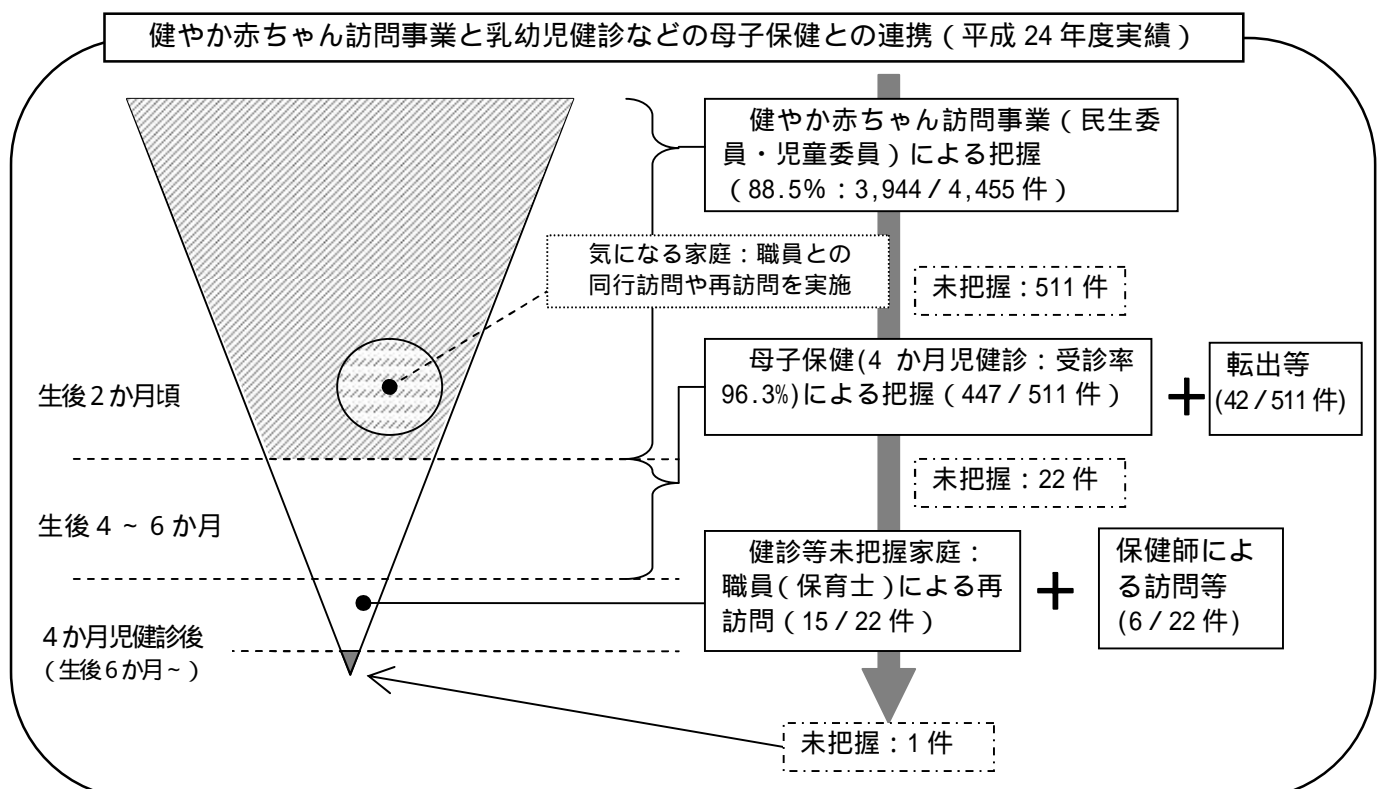 健やか赤ちゃん訪問事業と乳幼児健診などの母子保健との連携（平成 24 年度実績）
健やか赤ちゃん訪問事業（民生委
員・児童委員）による把握
（88.5%：3,944 / 4,455 件）
気になる家庭：職員との
同行訪問や再訪問を実施
未把握：511 件
生後２か月頃
母子保健(4 か月児健診：受診率
96.3%)による把握（447 / 511 件）
＋
転出等
(42 / 511 件)
未把握：22 件
生後 4 ~ 6 か月
健診等未把握家庭：
職員（保育士）による再
訪問（15 / 22 件）
＋
保健師によ
る訪問等
(6 / 22 件)
４か月児健診後
（生後６か月~）
未把握：1 件